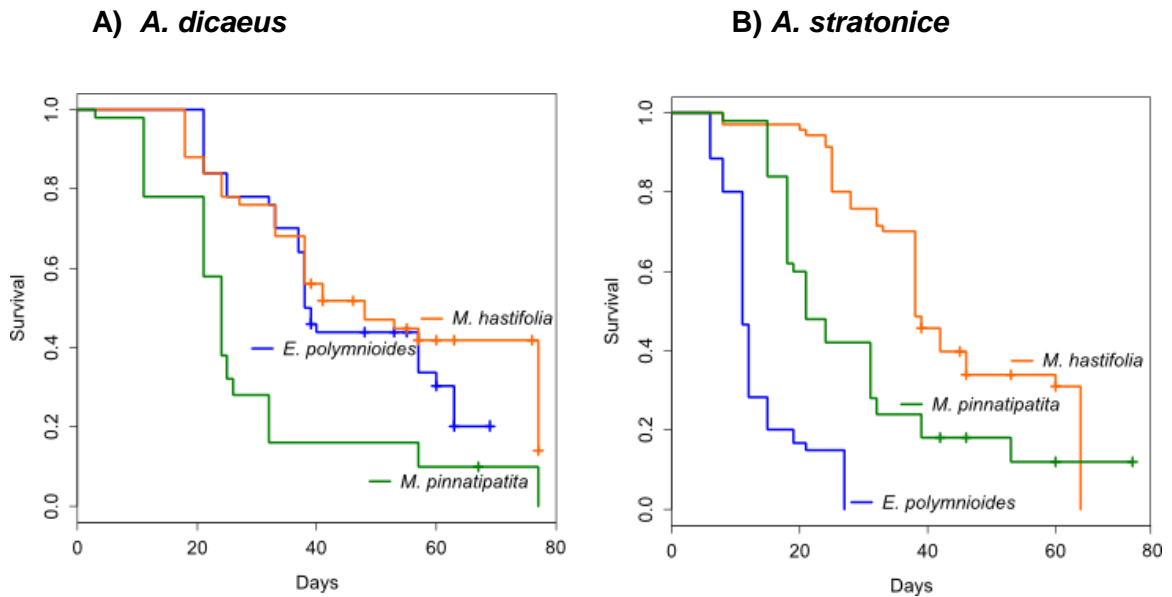 A) A. dicaeus
B) A. stratonice
Survival
1.0
0.8
0.6
0.4
0.2
0.0
M. hastifolia
E. polymnioides
M. pinnatipatita
0 20 40 60 80
Days
Survival
1.0
0.8
0.6
0.4
0.2
0.0
M. hastifolia
M. pinnatipatita
E. polymnioides
0 20 40 60 80
Days